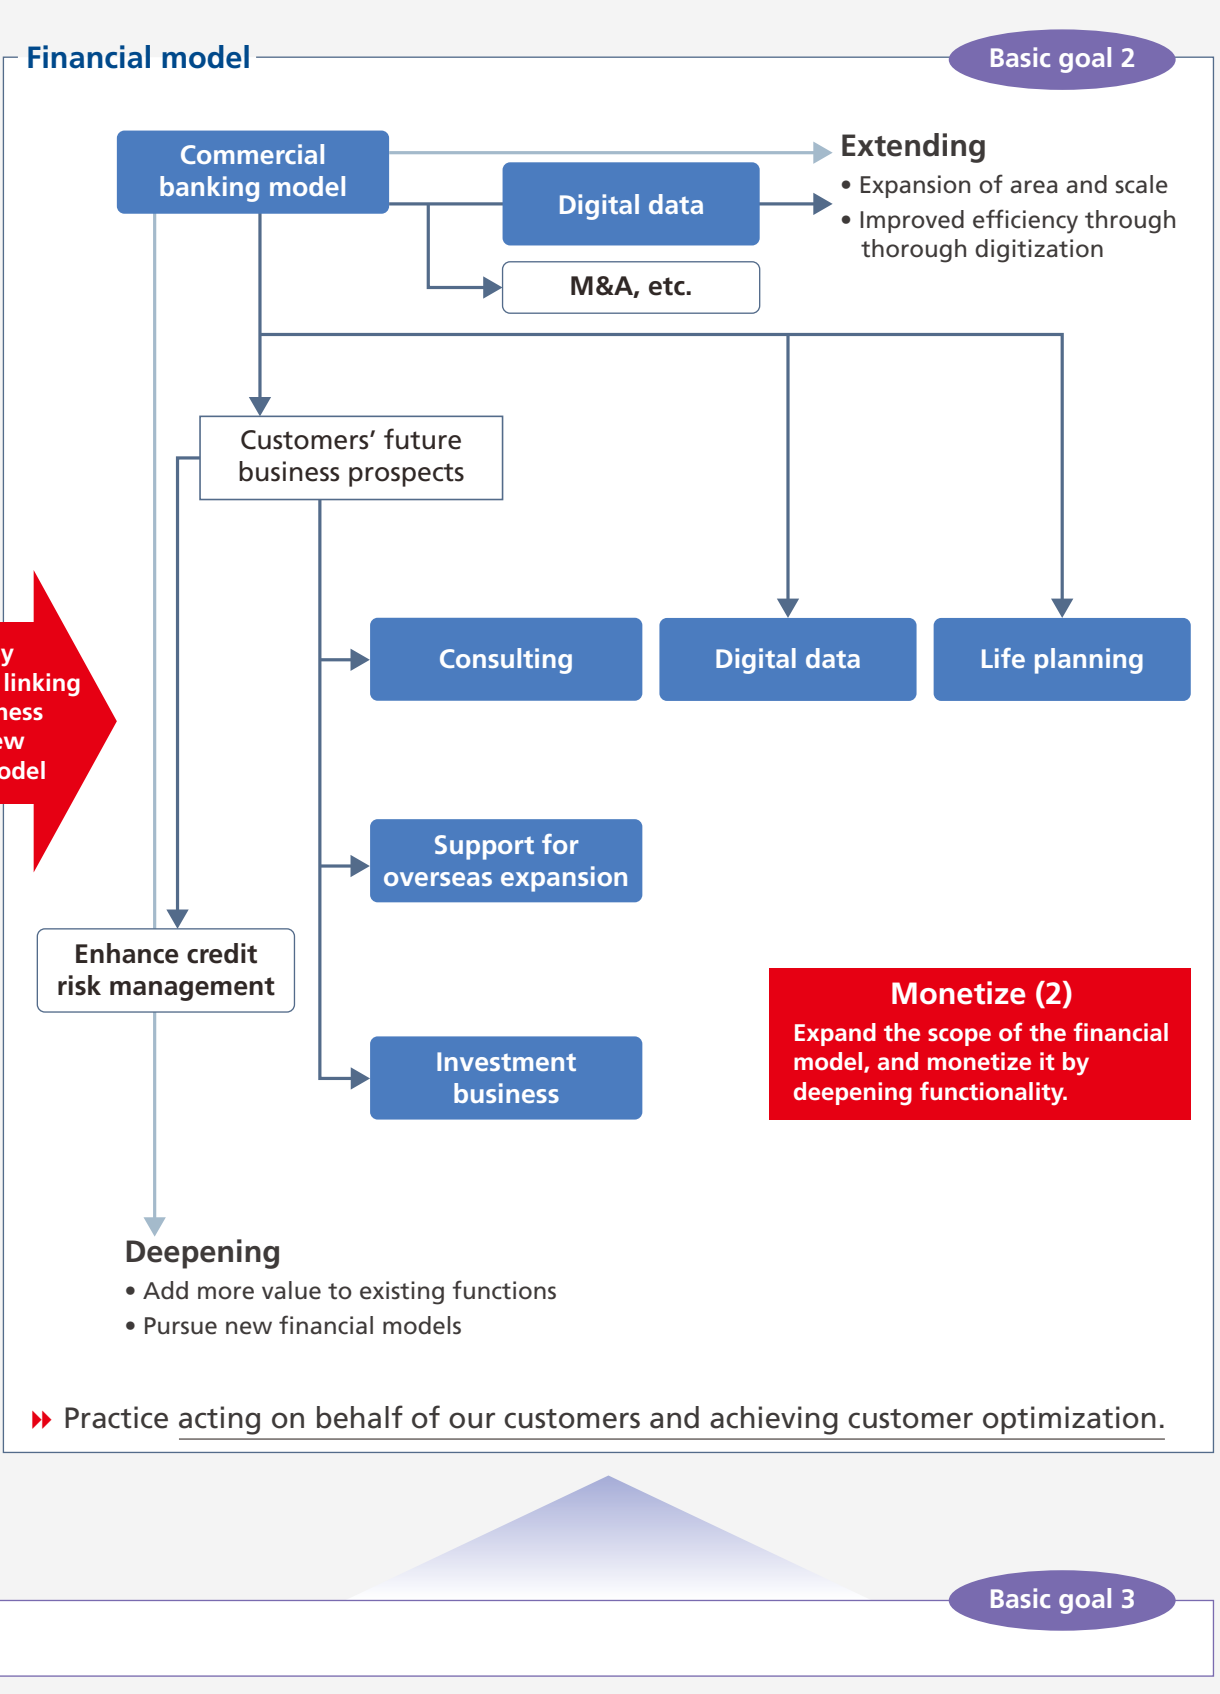 Financial model
Basic goal 2
Commercial
banking model
Digital data
M&A, etc.
Extending
• Expansion of area and scale
• Improved efficiency through
thorough digitization
Customers’ future
business prospects
linking
Consulting
Digital data
Life planning
Support for
overseas expansion
Enhance credit
risk management
Investment
business
Monetize (2)
Expand the scope of the financial
model, and monetize it by
deepening functionality.
Deepening
• Add more value to existing functions
• Pursue new financial models
Practice acting on behalf of our customers and achieving customer optimization.
Basic goal 3